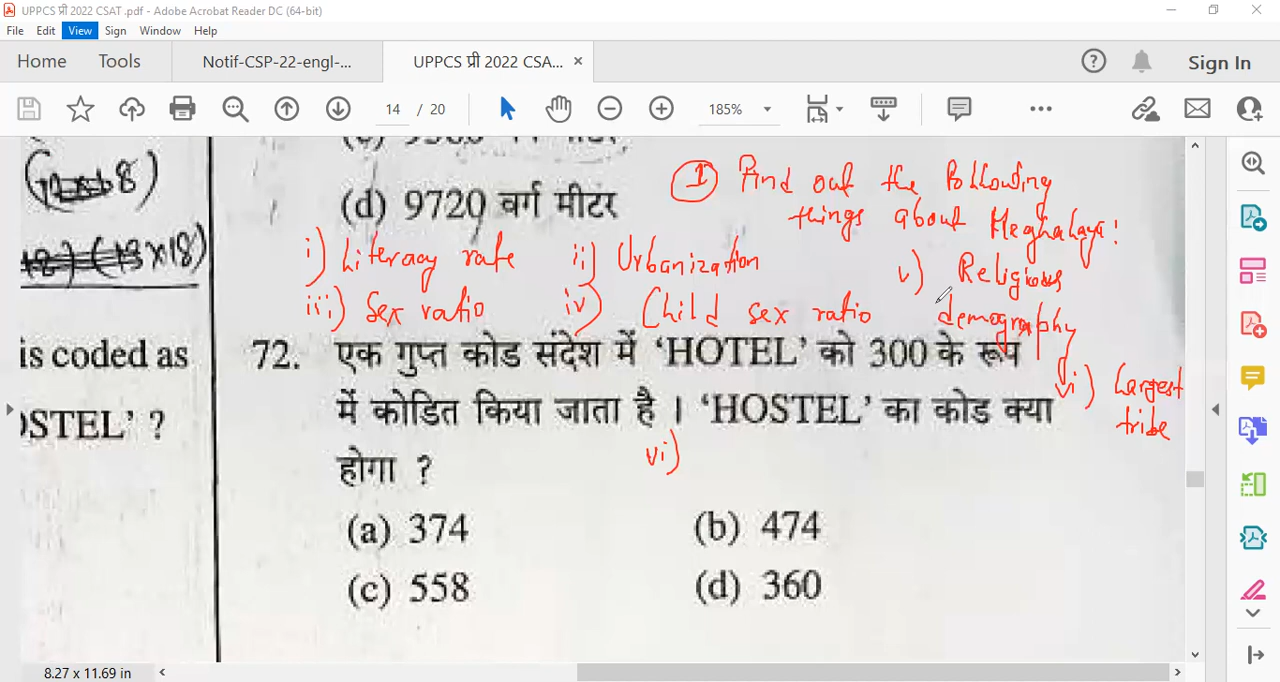 UPPCS प्री 2022 CSAT .pdf - Adobe Acrobat Reader DC (64-bit)
File Edit View Sign Window Help
Home Tools Notif-CSP-22-engl-... UPPCS प्री 2022 CSA... × Sign In
14 / 20 185%
(d) 9720 वर्ग मीटर
① Find out the following
things about Meghalaya:
i) Literacy rate ii) Urbanization v) Religious
iii) Sex ratio iv) Child sex ratio demography
vi) Largest
tribe
is coded as
OSTEL’ ?
72. एक गुप्त कोड संदेश में ‘HOTEL’ को 300 के रूप
में कोडित किया जाता है । ‘HOSTEL’ का कोड क्या
होगा ?
vi)
(a) 374 (b) 474
(c) 558 (d) 360
8.27 x 11.69 in